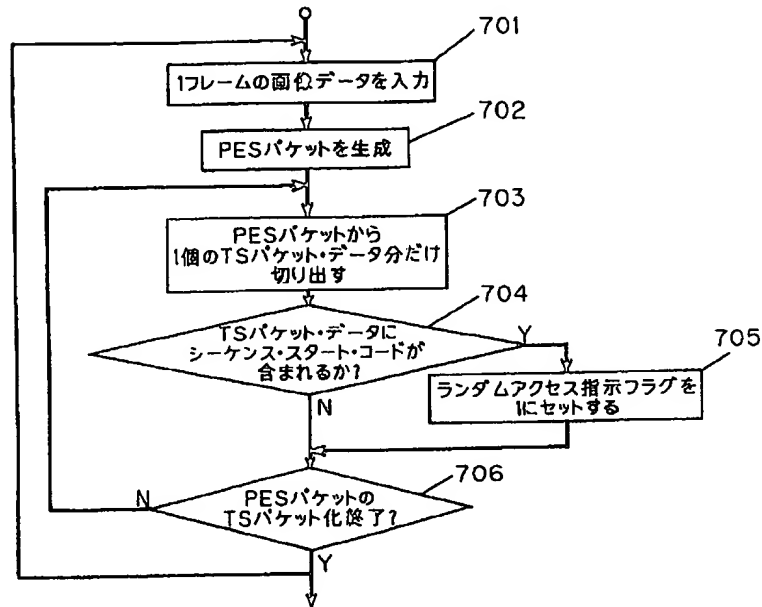 701
1フレームの画像データを入力
702
PESパケットを生成
703
PESパケットから
1個のTSパケット・データ分だけ
切り出す
704
TSパケット・データに
シーケンス・スタート・コードが
含まれるか?
Y
N
705
ランダムアクセス指示フラグを
1にセットする
706
N
PESパケットの
TSパケット化終了?
Y